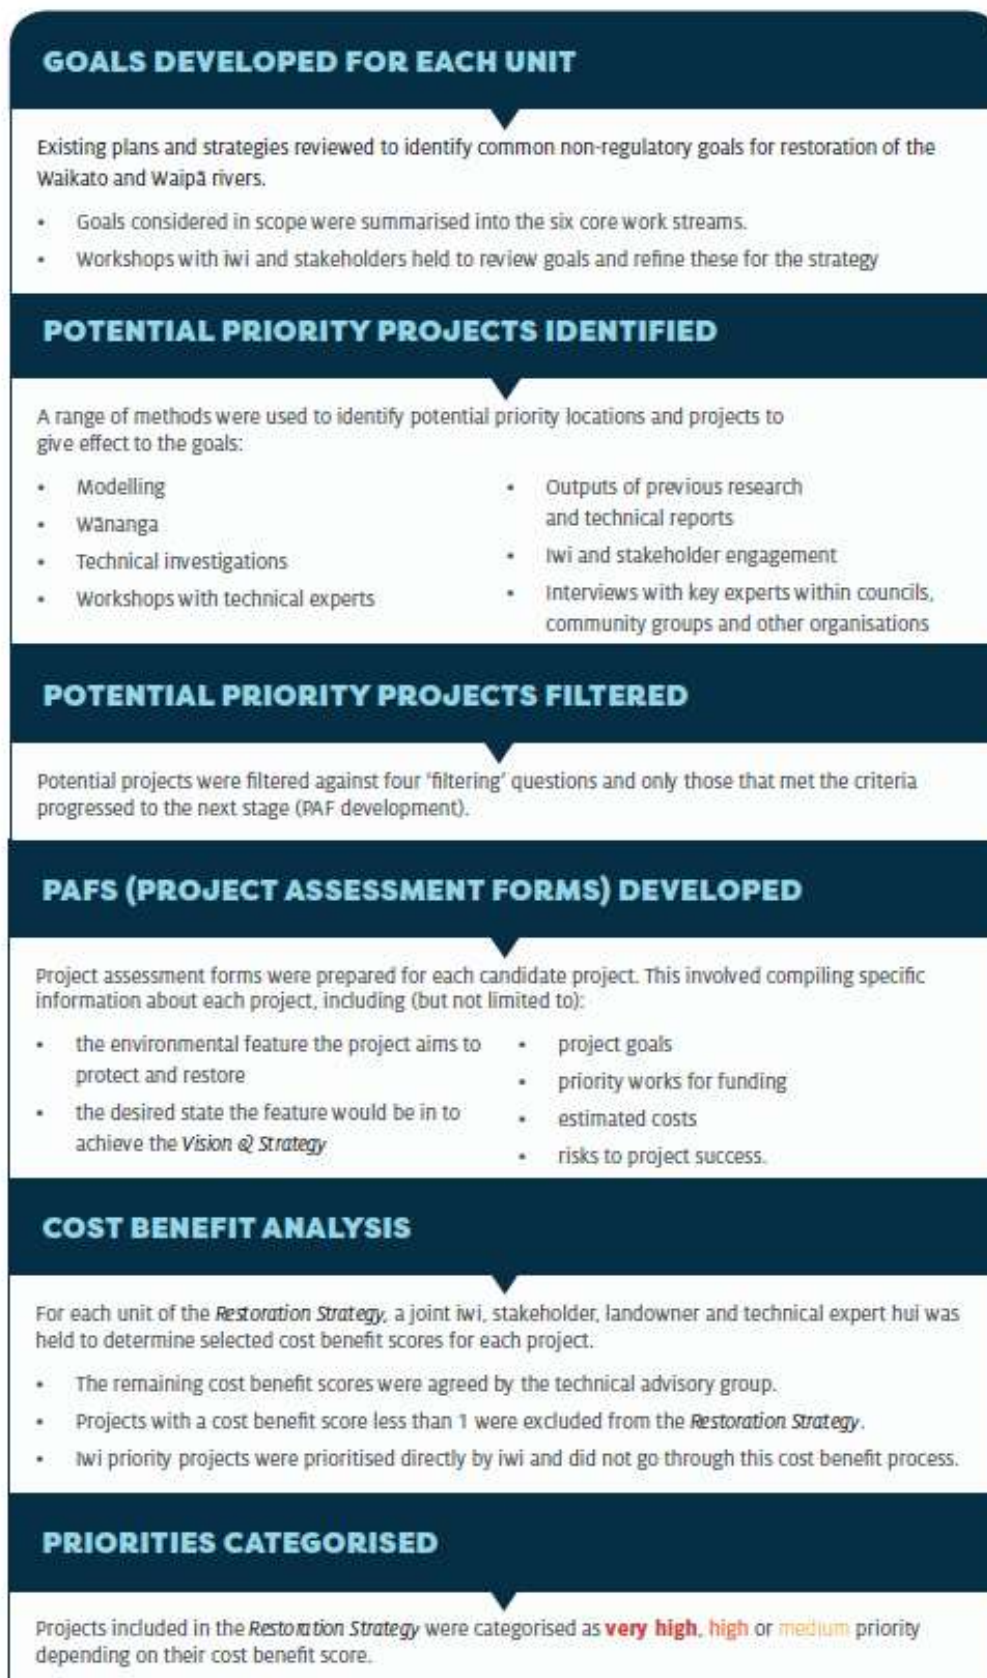 GOALS DEVELOPED FOR EACH UNIT
Existing plans and strategies reviewed to identify common non-regulatory goals for restoration of the
Waikato and Waipā rivers.
• Goals considered in scope were summarised into the six core work streams.
• Workshops with iwi and stakeholders held to review goals and refine these for the strategy
POTENTIAL PRIORITY PROJECTS IDENTIFIED
A range of methods were used to identify potential priority locations and projects to
give effect to the goals:
• Modelling
• Wānanga
• Technical investigations
• Workshops with technical experts
• Outputs of previous research
and technical reports
• Iwi and stakeholder engagement
• Interviews with key experts within councils,
community groups and other organisations
POTENTIAL PRIORITY PROJECTS FILTERED
Potential projects were filtered against four 'filtering' questions and only those that met the criteria
progressed to the next stage (PAF development).
PAFS (PROJECT ASSESSMENT FORMS) DEVELOPED
Project assessment forms were prepared for each candidate project. This involved compiling specific
information about each project, including (but not limited to):
• the environmental feature the project aims to
protect and restore
• the desired state the feature would be in to
achieve the Vision & Strategy
• project goals
• priority works for funding
• estimated costs
• risks to project success.
COST BENEFIT ANALYSIS
For each unit of the Restoration Strategy, a joint iwi, stakeholder, landowner and technical expert hui was
held to determine selected cost benefit scores for each project.
• The remaining cost benefit scores were agreed by the technical advisory group.
• Projects with a cost benefit score less than 1 were excluded from the Restoration Strategy.
• Iwi priority projects were prioritised directly by iwi and did not go through this cost benefit process.
PRIORITIES CATEGORISED
Projects included in the Restoration Strategy were categorised as very high, high or medium priority
depending on their cost benefit score.